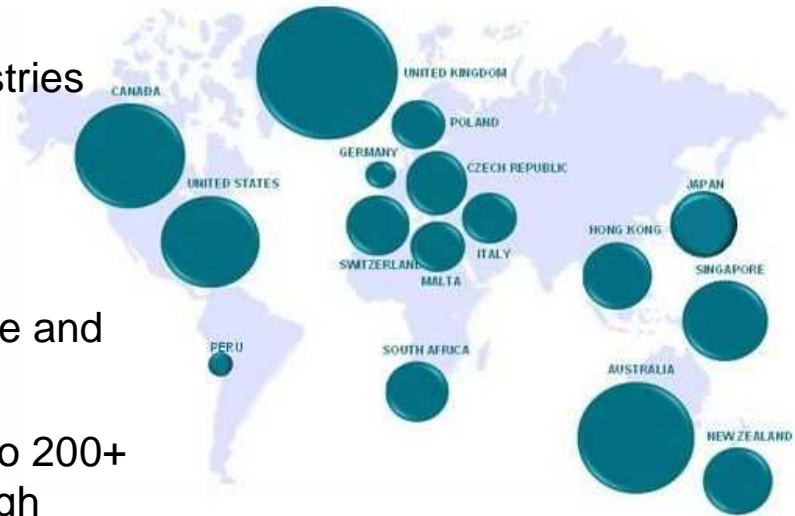 stries
e and
o 200+
gh
CANADA
UNITED KINGDOM
POLAND
GERMANY
CZECH REPUBLIC
UNITED STATES
JAPAN
HONG KONG
ITALY
SWITZERLAN
MALTA
SINGAPORE
PERU
SOUTH AFRICA
AUSTRALIA
NEW ZEALAND